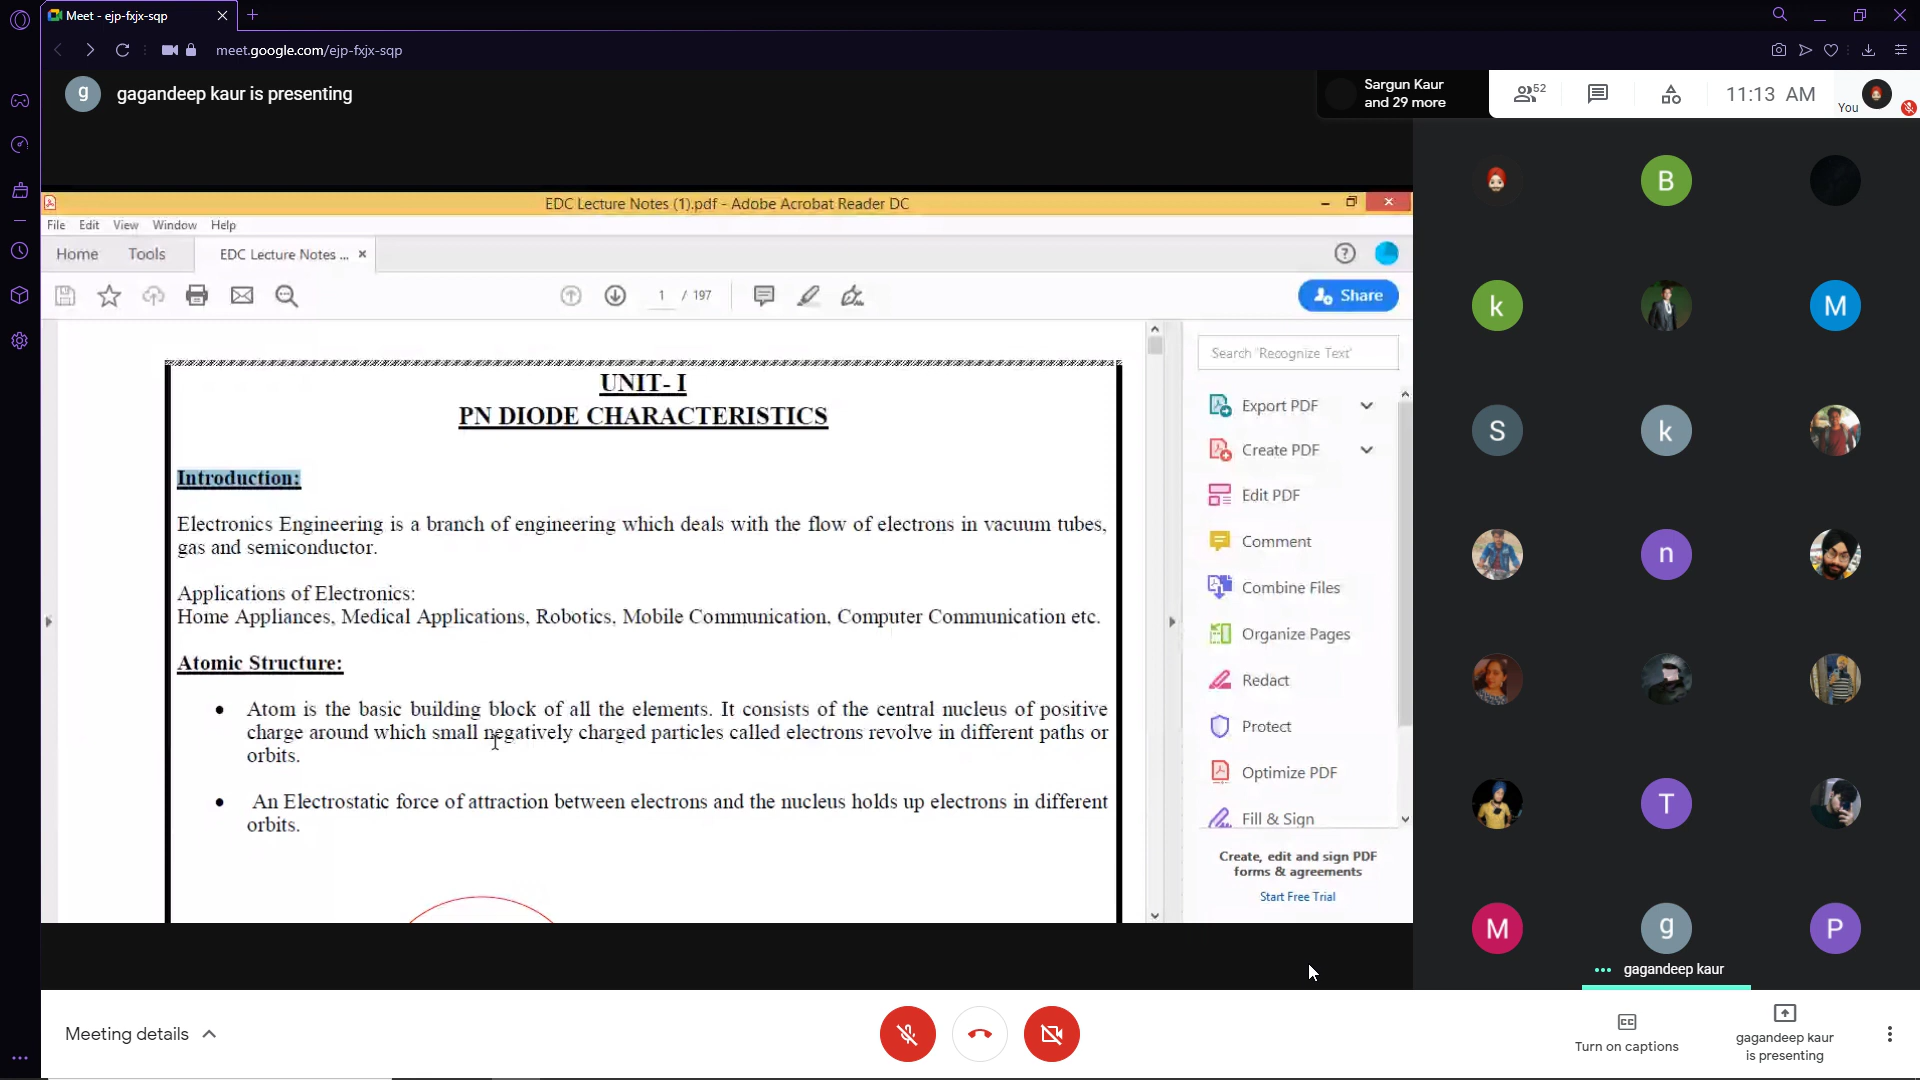 Meet - ejp-fxjx-sqp
meet.google.com/ejp-fxjx-sqp
g
gagandeep kaur is presenting
Sargun Kaur
and 29 more
52
11:13 AM
You
EDC Lecture Notes (1).pdf - Adobe Acrobat Reader DC
File Edit View Window Help
Home Tools EDC Lecture Notes ...
1 / 197
Share
UNIT- I
PN DIODE CHARACTERISTICS
Introduction:
Electronics Engineering is a branch of engineering which deals with the flow of electrons in vacuum tubes,
gas and semiconductor.
Applications of Electronics:
Home Appliances, Medical Applications, Robotics, Mobile Communication, Computer Communication etc.
Atomic Structure:
Atom is the basic building block of all the elements. It consists of the central nucleus of positive
charge around which small negatively charged particles called electrons revolve in different paths or
orbits.
An Electrostatic force of attraction between electrons and the nucleus holds up electrons in different
orbits.
Search 'Recognize Text'
Export PDF
Create PDF
Edit PDF
Comment
Combine Files
Organize Pages
Redact
Protect
Optimize PDF
Fill & Sign
Create, edit and sign PDF
forms & agreements
Start Free Trial
B
k
M
S
k
n
T
M
g
P
gagandeep kaur
Meeting details
CC
Turn on captions
gagandeep kaur
is presenting